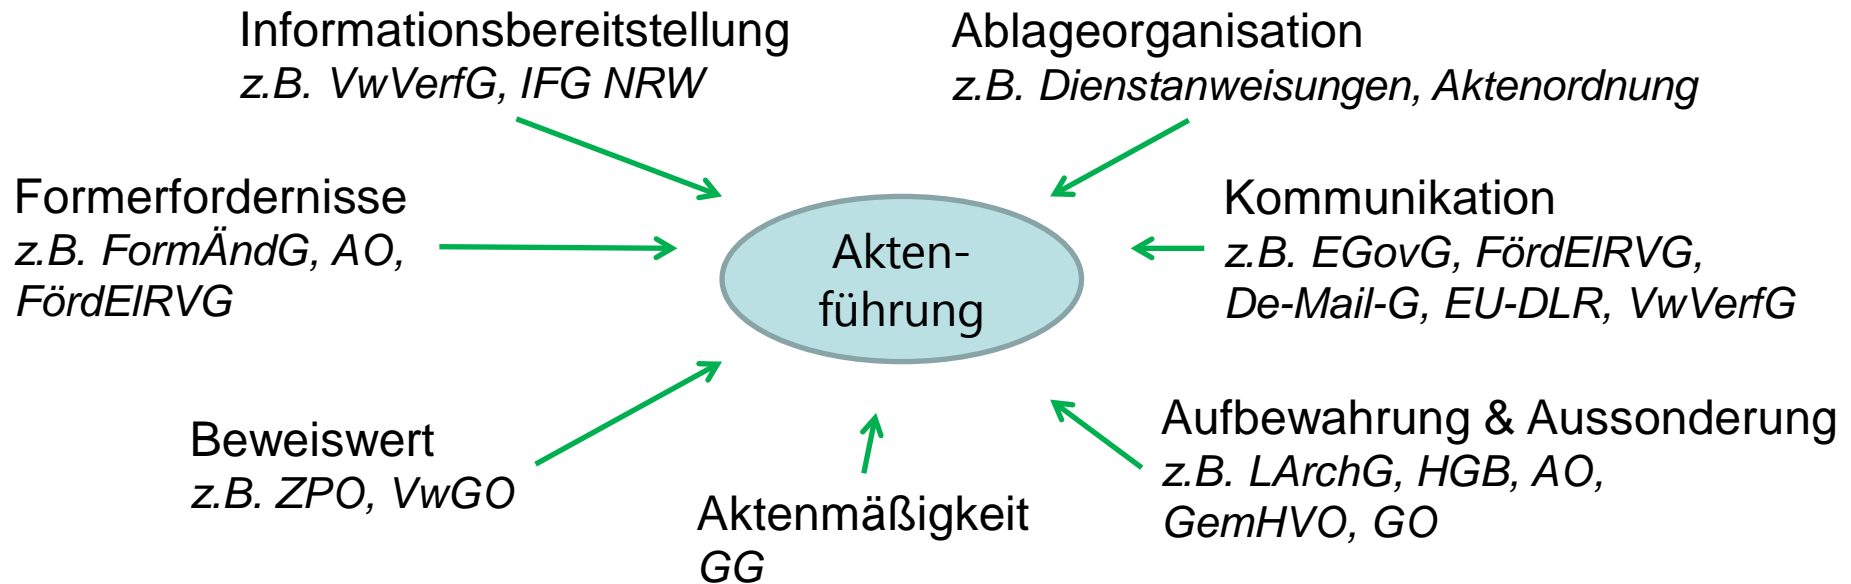 Informationsbereitstellung
z.B. VwVerfG, IFG NRW
Ablageorganisation
z.B. Dienstanweisungen, Aktenordnung
Formerfordernisse
z.B. FormÄndG, AO,
FördElRVG
Akten-
führung
Kommunikation
z.B. EGovG, FördElRVG,
De-Mail-G, EU-DLR, VwVerfG
Beweiswert
z.B. ZPO, VwGO
Aktenmäßigkeit
GG
Aufbewahrung & Aussonderung
z.B. LArchG, HGB, AO,
GemHVO, GO